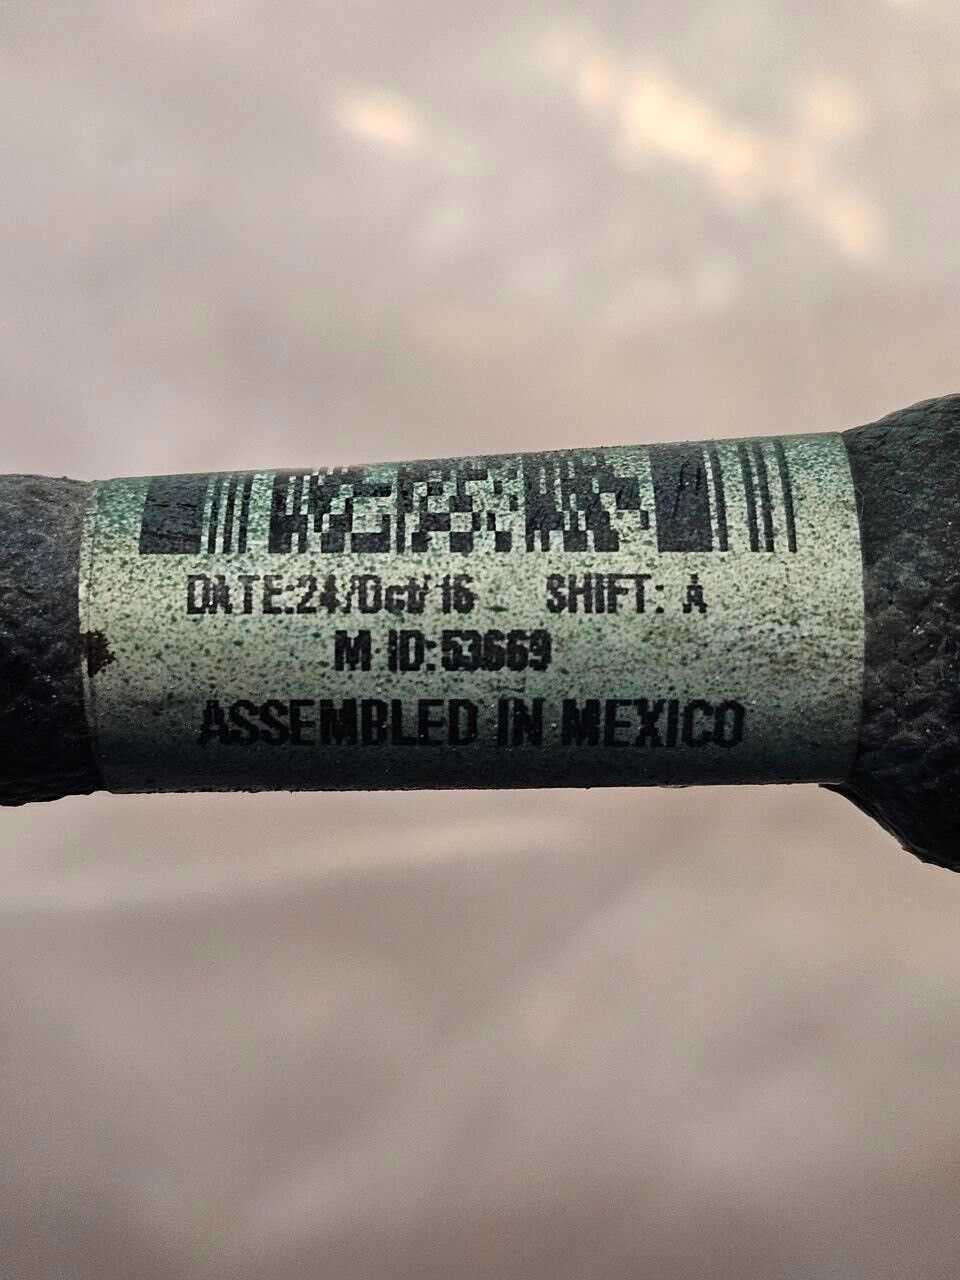 DATE:24/Oct/16 SHIFT: A
M ID:53669
ASSEMBLED IN MEXICO